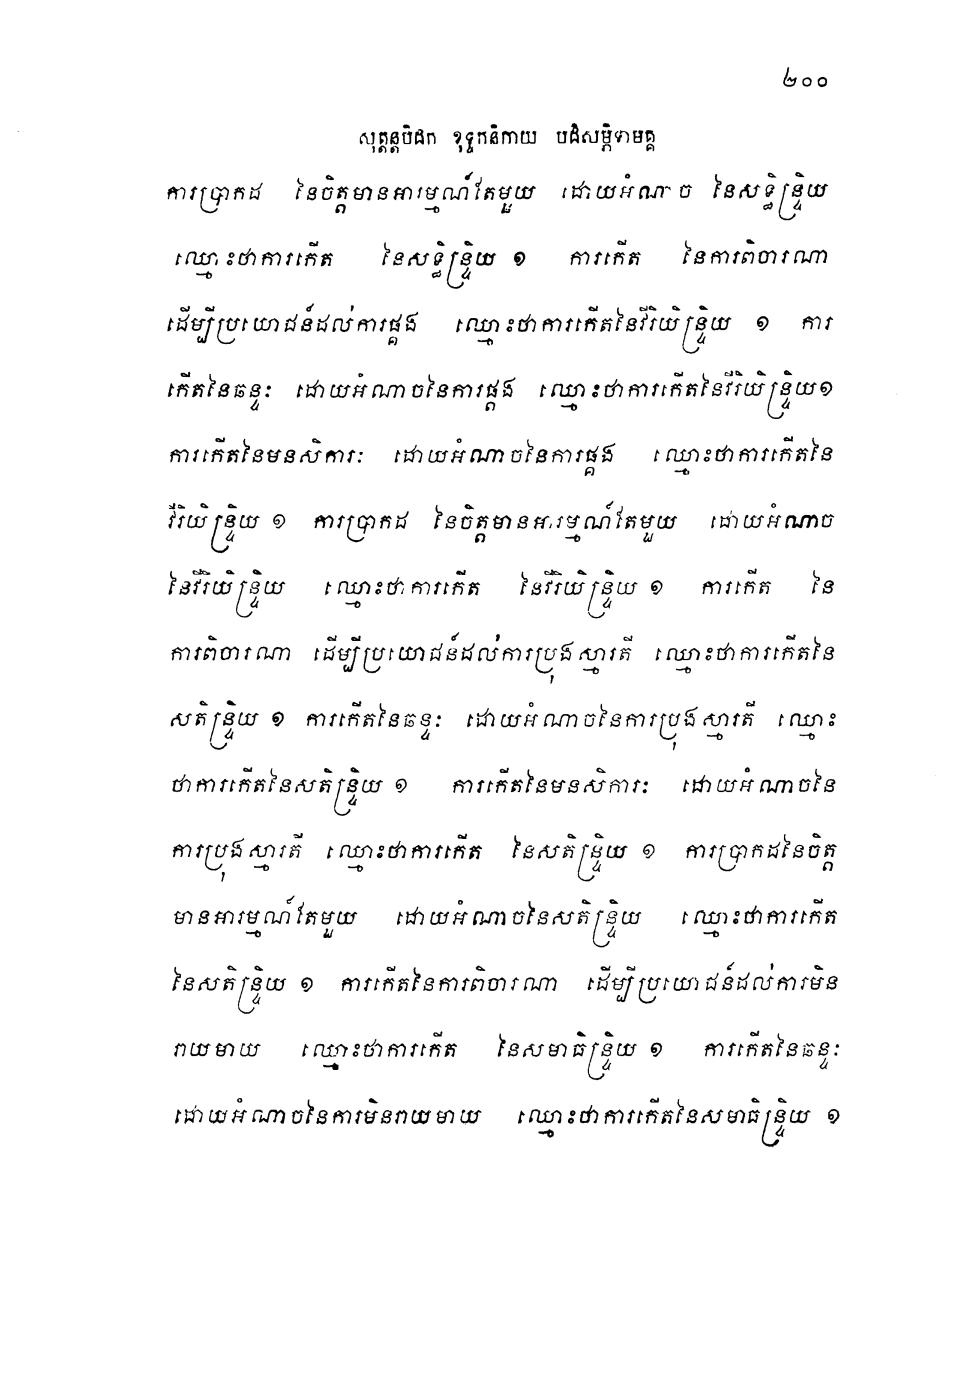 ២០០
សុត្តន្តបិដក ខុទ្ទកនិកាយ បដិសម្ភិទាមគ្គ
ការប្រាកដ នៃចិត្តមានអារម្មណ៍តែមួយ ដោយអំណាច នៃសទ្ធិន្ទ្រិយ
ឈ្មោះថាការកើត នៃសទ្ធិន្ទ្រិយ ១ ការកើត នៃការពិចារណា
ដើម្បីប្រយោជន៍ដល់ការផ្គង ឈ្មោះថាការកើតនៃវីរិយិន្ទ្រិយ ១ ការ
កើតនៃឆន្ទៈ ដោយអំណាចនៃការផ្គង ឈ្មោះថាការកើតនៃវីរិយិន្ទ្រិយ១
ការកើតនៃមនសិការៈ ដោយអំណាចនៃការផ្គង ឈ្មោះថាការកើតនៃ
វីរិយិន្ទ្រិយ ១ ការប្រាកដ នៃចិត្តមានអារម្មណ៍តែមួយ ដោយអំណាច
នៃវីរិយិន្ទ្រិយ ឈ្មោះថាការកើត នៃវីរិយិន្ទ្រិយ ១ ការកើត នៃ
ការពិចារណា ដើម្បីប្រយោជន៍ដល់ការប្រុងស្មារតី ឈ្មោះថាការកើតនៃ
សតិន្ទ្រិយ ១ ការកើតនៃឆន្ទៈ ដោយអំណាចនៃការប្រុងស្មារតី ឈ្មោះ
ថាការកើតនៃសតិន្ទ្រិយ ១ ការកើតនៃមនសិការៈ ដោយអំណាចនៃ
ការប្រុងស្មារតី ឈ្មោះថាការកើត នៃសតិន្ទ្រិយ ១ ការប្រាកដនៃចិត្ត
មានអារម្មណ៍តែមួយ ដោយអំណាចនៃសតិន្ទ្រិយ ឈ្មោះថាការកើត
នៃសតិន្ទ្រិយ ១ ការកើតនៃការពិចារណា ដើម្បីប្រយោជន៍ដល់ការមិន
រាយមាយ ឈ្មោះថាការកើត នៃសមាធិន្ទ្រិយ ១ ការកើតនៃឆន្ទៈ
ដោយអំណាចនៃការមិនរាយមាយ ឈ្មោះថាការកើតនៃសមាធិន្ទ្រិយ ១